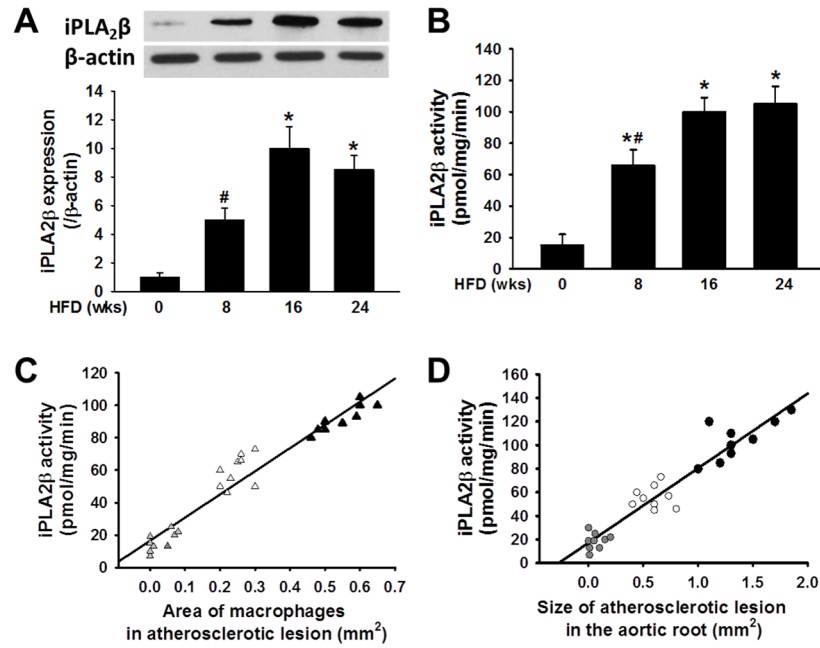 A
iPLA₂β
β-actin
iPLA2β expression
(/β-actin)
14
12
10
8
6
4
2
0
#
*
*
HFD (wks) 0 8 16 24
B
iPLA2β activity
(pmol/mg/min)
140
120
100
80
60
40
20
0
*#
*
*
HFD (wks) 0 8 16 24
C
iPLA2β activity
(pmol/mg/min)
120
100
80
60
40
20
0
0.0 0.1 0.2 0.3 0.4 0.5 0.6 0.7
Area of macrophages
in atherosclerotic lesion (mm²)
D
iPLA2β activity
(pmol/mg/min)
160
140
120
100
80
60
40
20
0
0.0 0.5 1.0 1.5 2.0
Size of atherosclerotic lesion
in the aortic root (mm²)